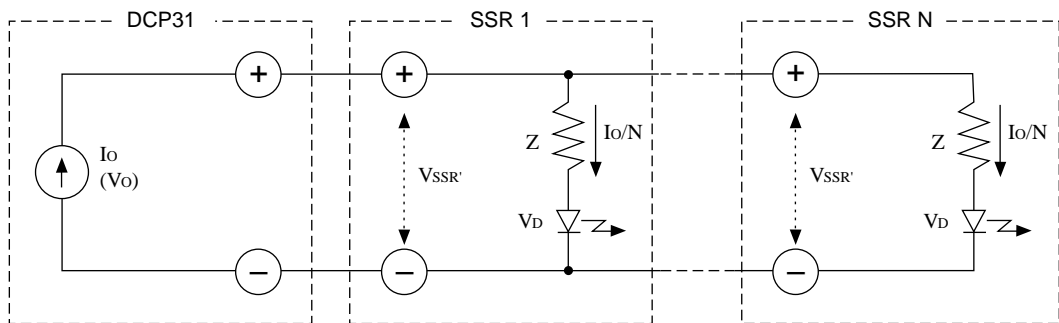 DCP31
SSR 1
SSR N
+
+
+
Io
(Vo)
Z
Io/N
VSSR'
VD
Z
Io/N
VSSR'
VD
−
−
−